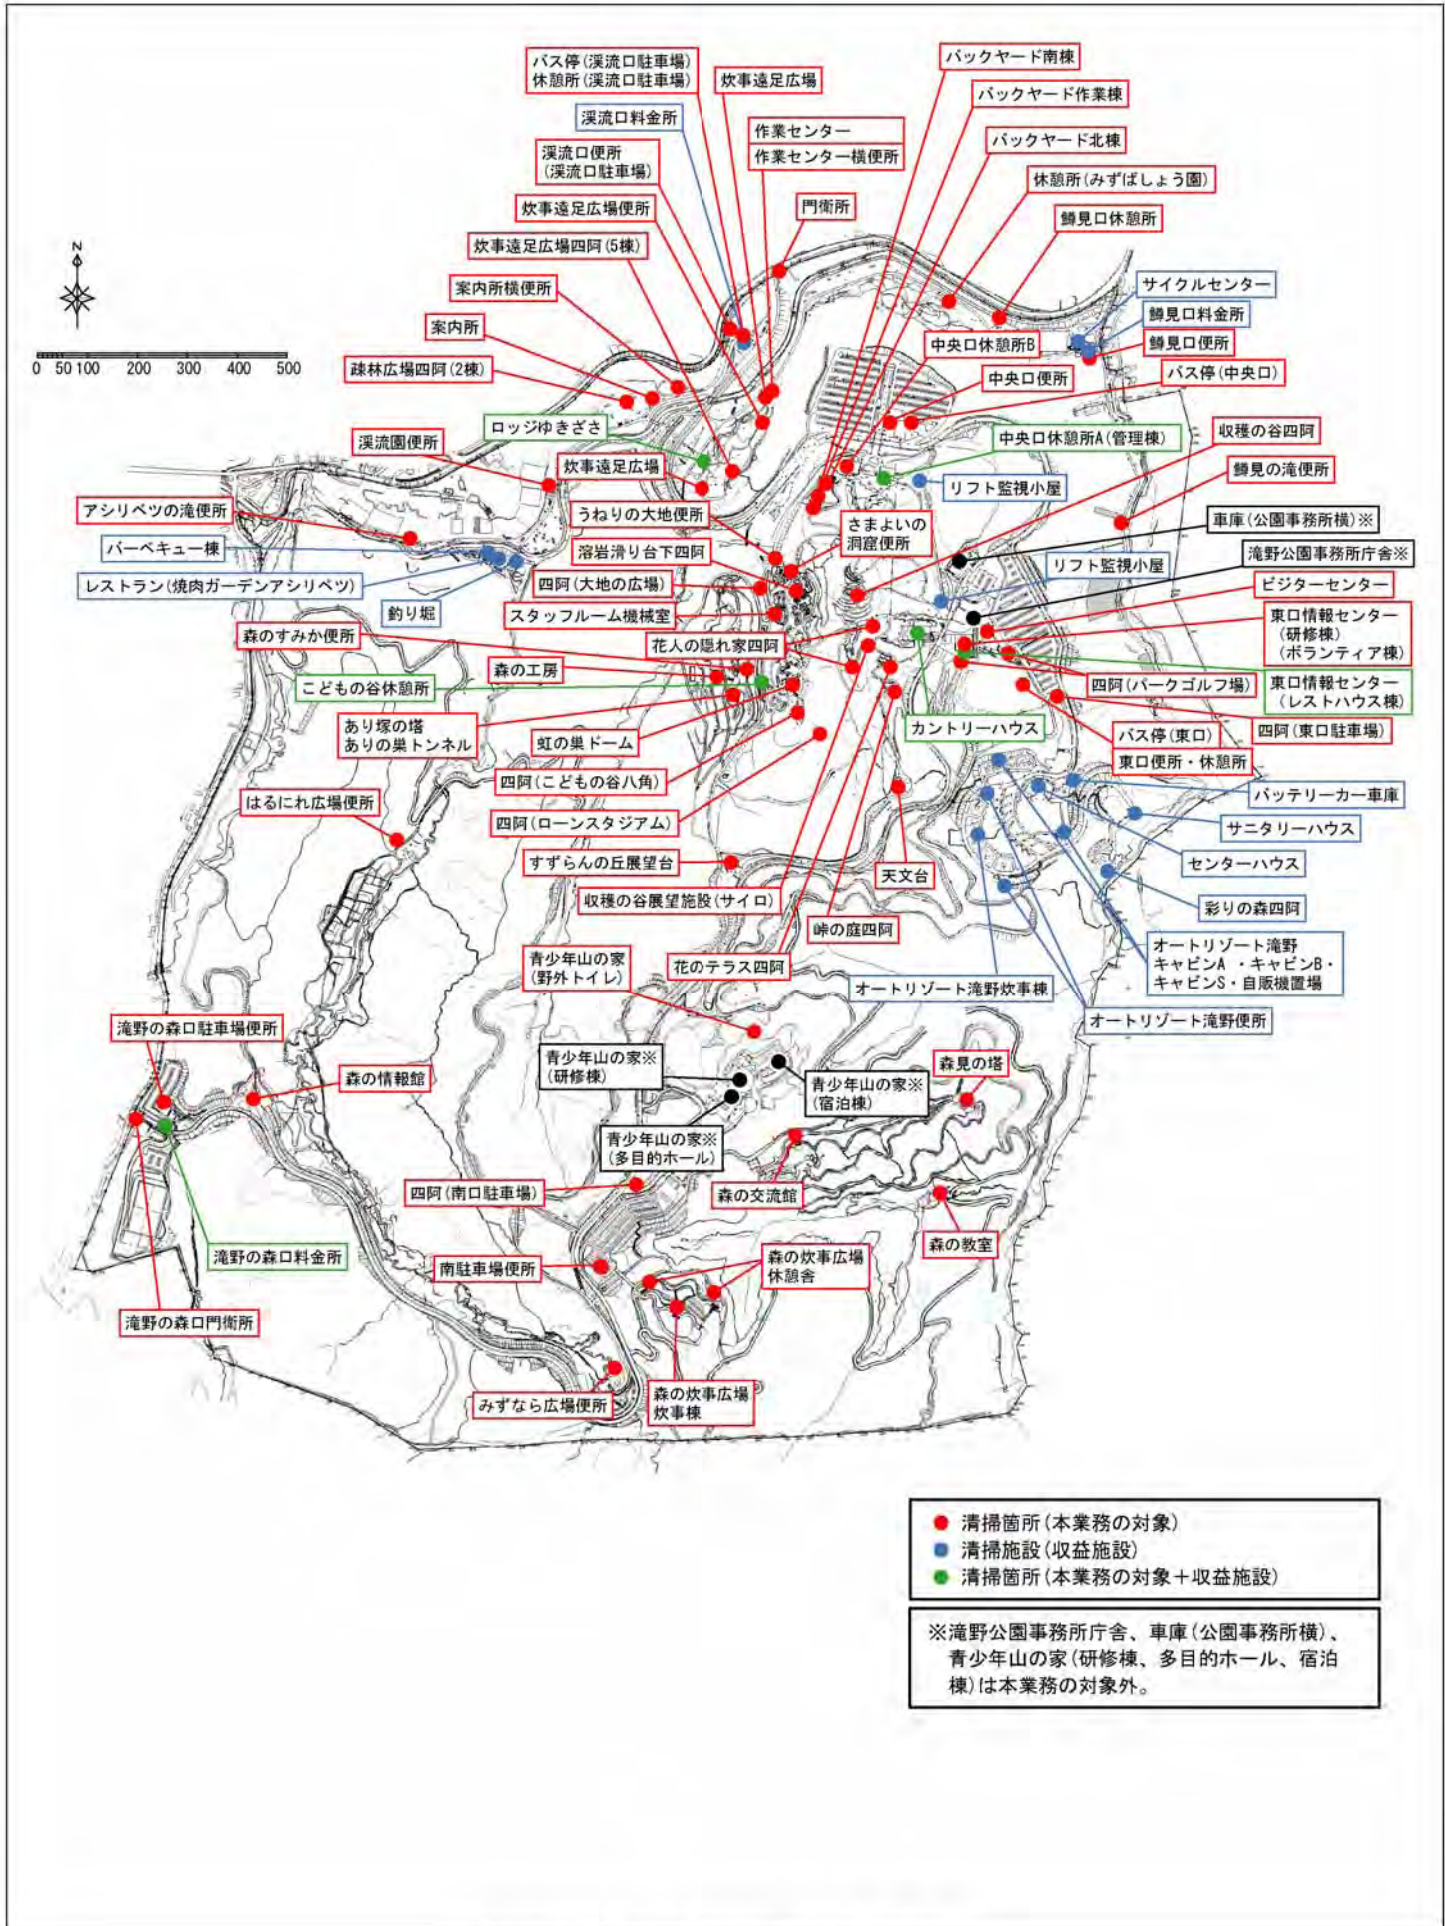 バックヤード南棟
バス停(渓流口駐車場)
休憩所(渓流口駐車場)
炊事遠足広場
バックヤード作業棟
渓流口料金所
作業センター
作業センター横便所
バックヤード北棟
渓流口便所
(渓流口駐車場)
休憩所(みずばしょう園)
炊事遠足広場便所
門衛所
鱒見口休憩所
炊事遠足広場四阿(5棟)
N
案内所横便所
サイクルセンター
案内所
鱒見口料金所
中央口休憩所B
鱒見口便所
0 50 100 200 300 400 500
疎林広場四阿(2棟)
中央口便所
バス停(中央口)
ロッジゆきざさ
中央口休憩所A(管理棟)
収穫の谷四阿
渓流園便所
炊事遠足広場
鱒見の滝便所
リフト監視小屋
アシリベツの滝便所
うねりの大地便所
さまよいの
洞窟便所
車庫(公園事務所横)※
バーベキュー棟
溶岩滑り台下四阿
滝野公園事務所庁舎※
リフト監視小屋
レストラン(焼肉ガーデンアシリベツ)
四阿(大地の広場)
ビジターセンター
釣り堀
スタッフルーム機械室
東口情報センター
(研修棟)
(ボランティア棟)
森のすみか便所
花人の隠れ家四阿
森の工房
こどもの谷休憩所
四阿(パークゴルフ場)
東口情報センター
(レストハウス棟)
あり塚の塔
ありの巣トンネル
虹の巣ドーム
カントリーハウス
バス停(東口)
四阿(東口駐車場)
東口便所・休憩所
四阿(こどもの谷八角)
はるにれ広場便所
バッテリーカー車庫
四阿(ローンスタジアム)
サニタリーハウス
すずらんの丘展望台
センターハウス
天文台
収穫の谷展望施設(サイロ)
彩りの森四阿
峠の庭四阿
青少年山の家
(野外トイレ)
花のテラス四阿
オートリゾート滝野
キャビンA ・キャビンB・
キャビンS・自販機置場
オートリゾート滝野炊事棟
オートリゾート滝野便所
滝野の森口駐車場便所
青少年山の家※
(研修棟)
森見の塔
森の情報館
青少年山の家※
(宿泊棟)
青少年山の家※
(多目的ホール)
四阿(南口駐車場)
森の交流館
滝野の森口料金所
南駐車場便所
森の炊事広場
休憩舎
森の教室
滝野の森口門衛所
みずなら広場便所
森の炊事広場
炊事棟
清掃箇所(本業務の対象)
清掃施設(収益施設)
清掃箇所(本業務の対象＋収益施設)
※滝野公園事務所庁舎、車庫(公園事務所横)、
青少年山の家(研修棟、多目的ホール、宿泊
棟)は本業務の対象外。